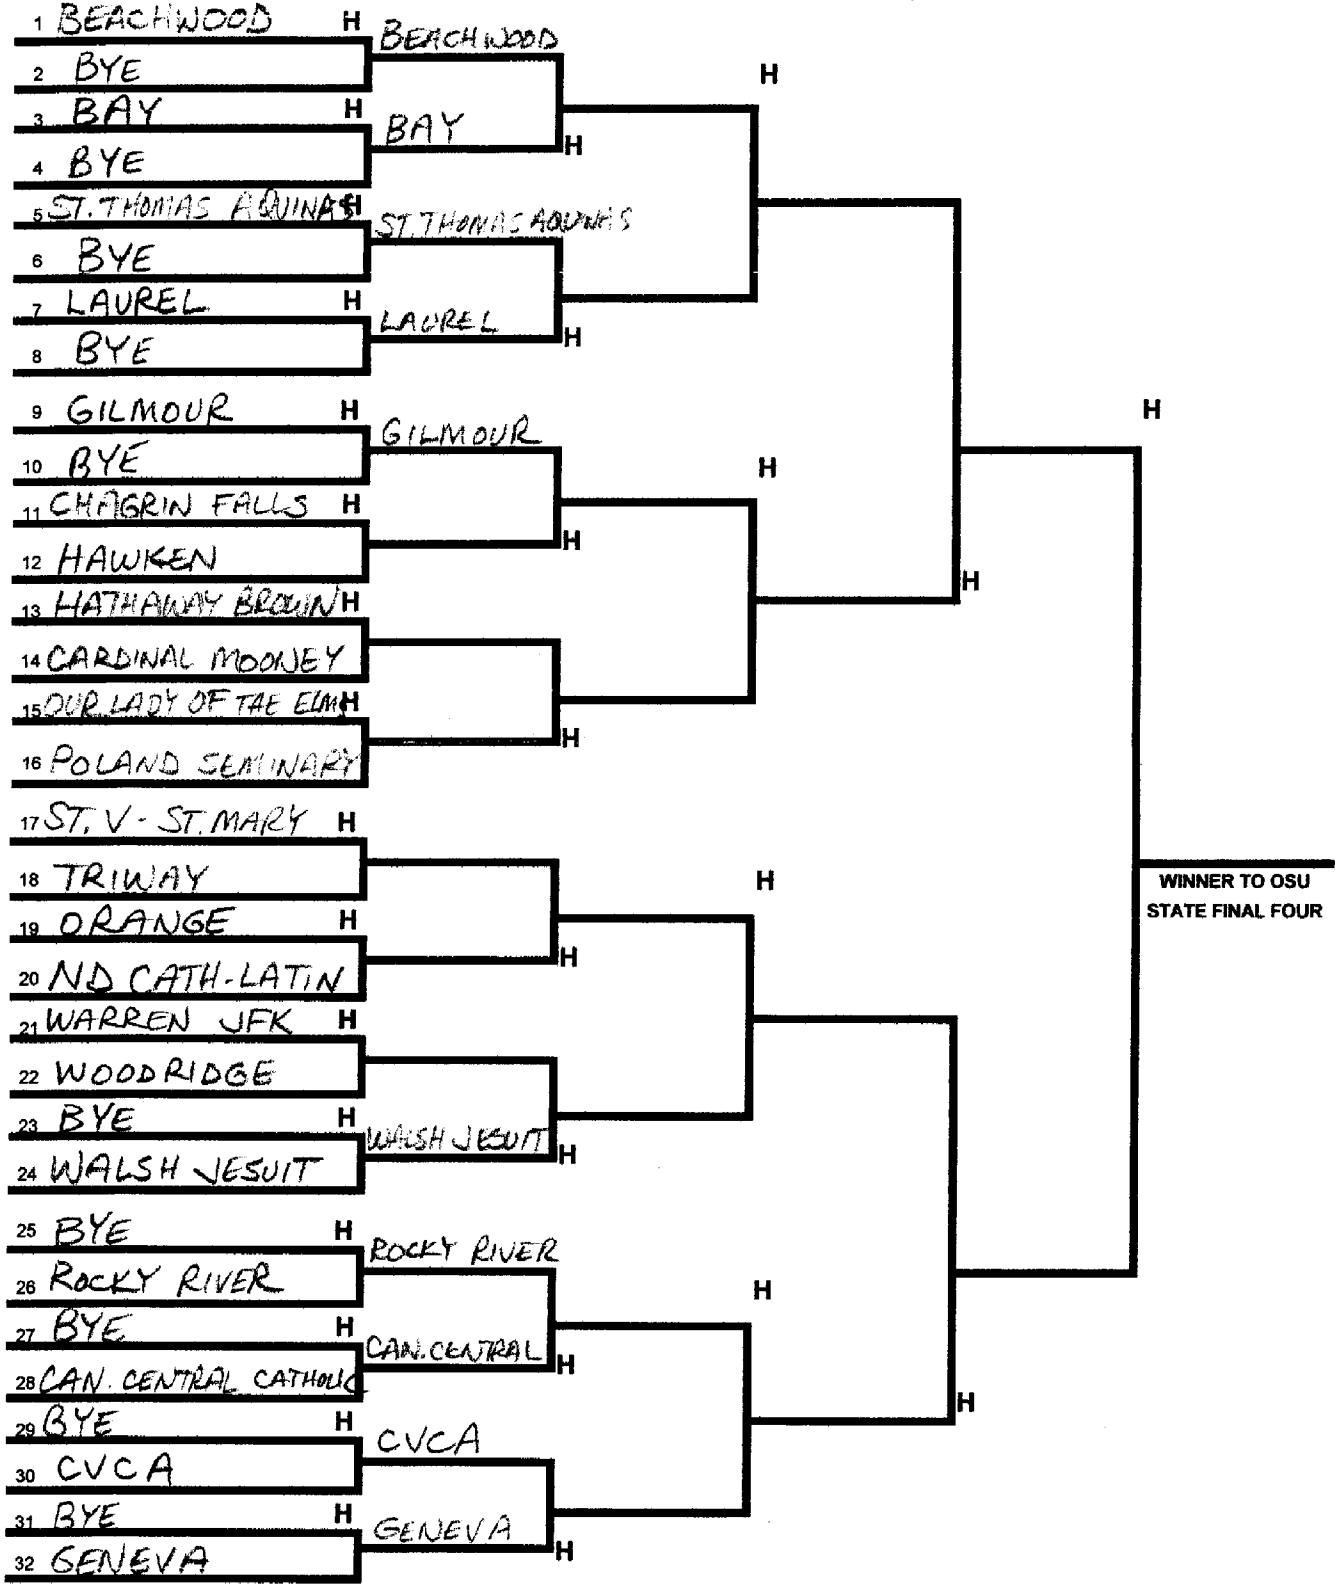 1 BEACHWOOD H
BEACHWOOD
2 BYE
H
3 BAY H
BAY
H
4 BYE
5 ST. THOMAS AQUINAS H
ST. THOMAS AQUINAS
6 BYE
7 LAUREL H
LAUREL
H
8 BYE
9 GILMOUR H
H
GILMOUR
10 BYE
H
11 CHAGRIN FALLS H
H
12 HAWKEN
H
13 HATHAWAY BROWN H
14 CARDINAL MOONEY
15 OUR LADY OF THE ELMS H
H
16 POLAND SEMINARY
17 ST. V - ST. MARY H
18 TRIWAY
H
WINNER TO OSU
STATE FINAL FOUR
19 ORANGE H
H
20 ND CATH-LATIN
21 WARREN JFK H
22 WOODRIDGE
23 BYE H
WALSH JESUIT
H
24 WALSH JESUIT
25 BYE H
ROCKY RIVER
26 ROCKY RIVER
H
27 BYE H
CAN. CENTRAL
H
28 CAN. CENTRAL CATHOLIC
H
29 BYE H
CVCA
30 CVCA
31 BYE H
GENEVA
H
32 GENEVA